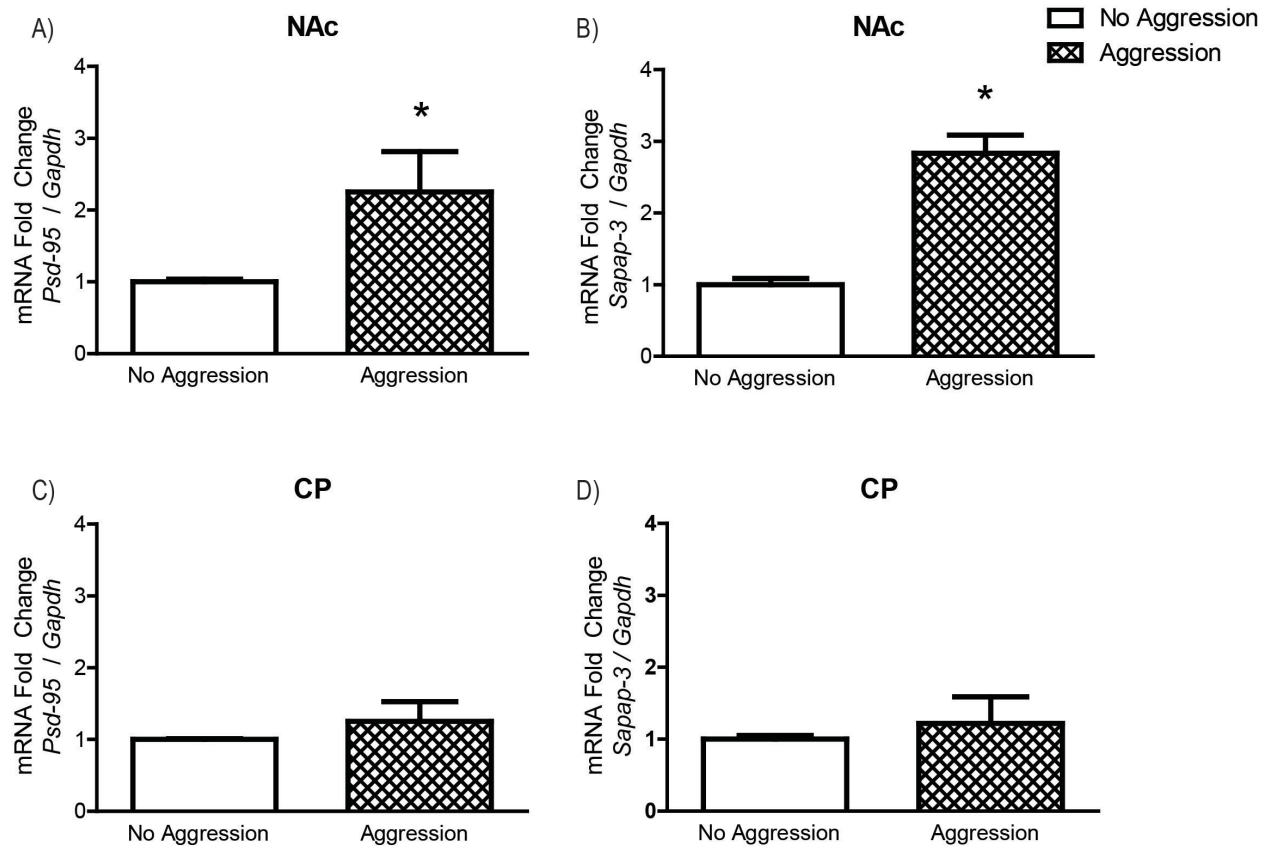 No Aggression
Aggression
A)
NAc
mRNA Fold Change
Psd-95 / Gapdh
4
3
2
1
0
*
No Aggression
Aggression
B)
NAc
mRNA Fold Change
Sapap-3 / Gapdh
4
3
2
1
0
*
No Aggression
Aggression
C)
CP
mRNA Fold Change
Psd-95 / Gapdh
4
3
2
1
0
No Aggression
Aggression
D)
CP
mRNA Fold Change
Sapap-3 / Gapdh
4
3
2
1
0
No Aggression
Aggression